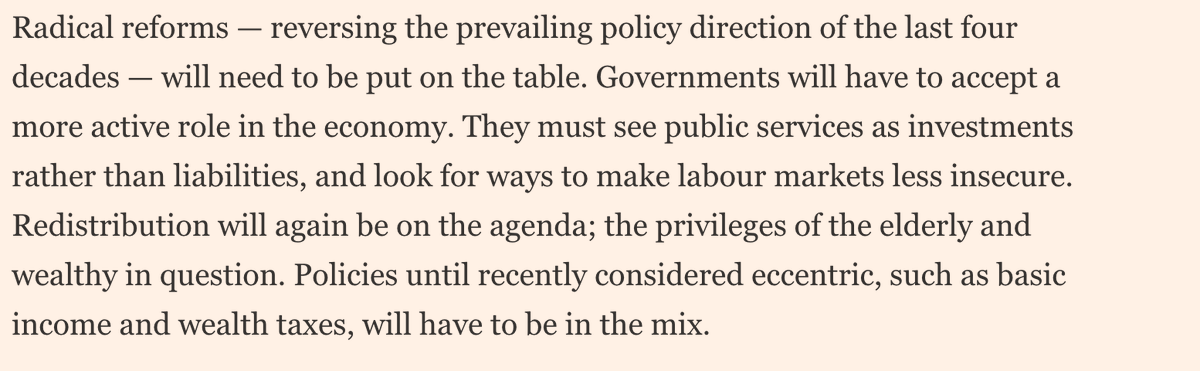 Radical reforms — reversing the prevailing policy direction of the last four
decades — will need to be put on the table. Governments will have to accept a
more active role in the economy. They must see public services as investments
rather than liabilities, and look for ways to make labour markets less insecure.
Redistribution will again be on the agenda; the privileges of the elderly and
wealthy in question. Policies until recently considered eccentric, such as basic
income and wealth taxes, will have to be in the mix.